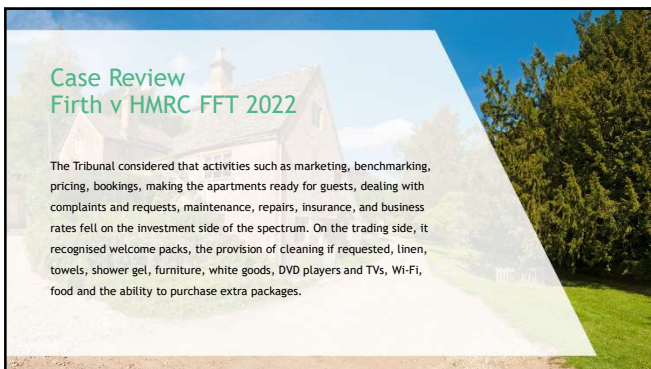 Case Review
Firth v HMRC FFT 2022
The Tribunal considered that activities such as marketing, benchmarking,
pricing, bookings, making the apartments ready for guests, dealing with
complaints and requests, maintenance, repairs, insurance, and business
rates fell on the investment side of the spectrum. On the trading side, it
recognised welcome packs, the provision of cleaning if requested, linen,
towels, shower gel, furniture, white goods, DVD players and TVs, Wi-Fi,
food and the ability to purchase extra packages.